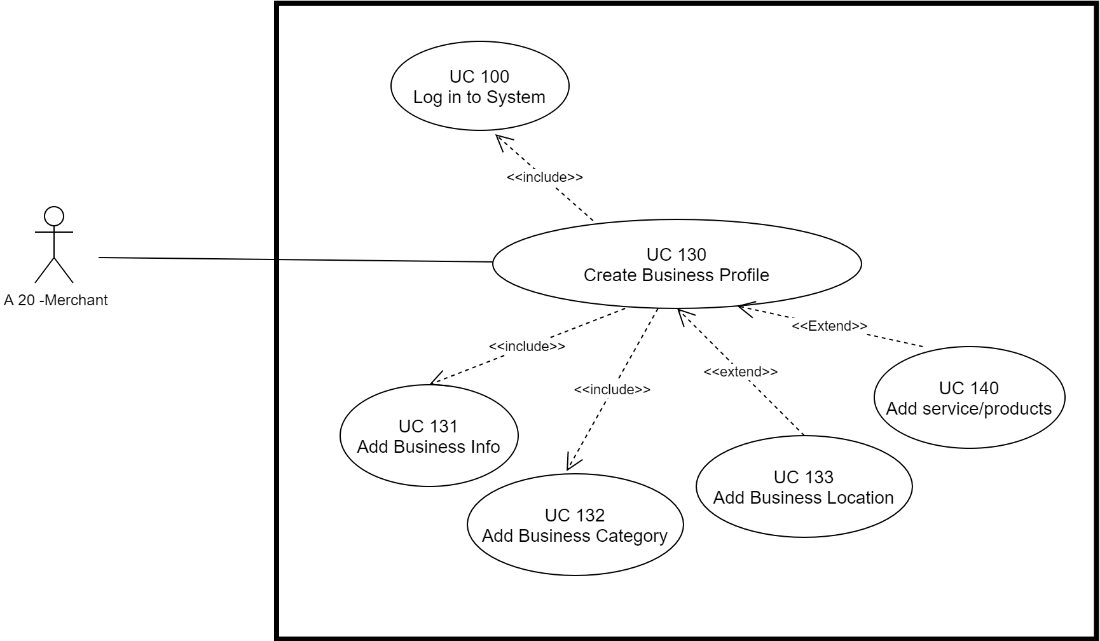 UC 100
Log in to System
<<include>>
UC 130
Create Business Profile
A 20 -Merchant
<<include>>
<<include>>
<<extend>>
<<Extend>>
UC 131
Add Business Info
UC 132
Add Business Category
UC 133
Add Business Location
UC 140
Add service/products